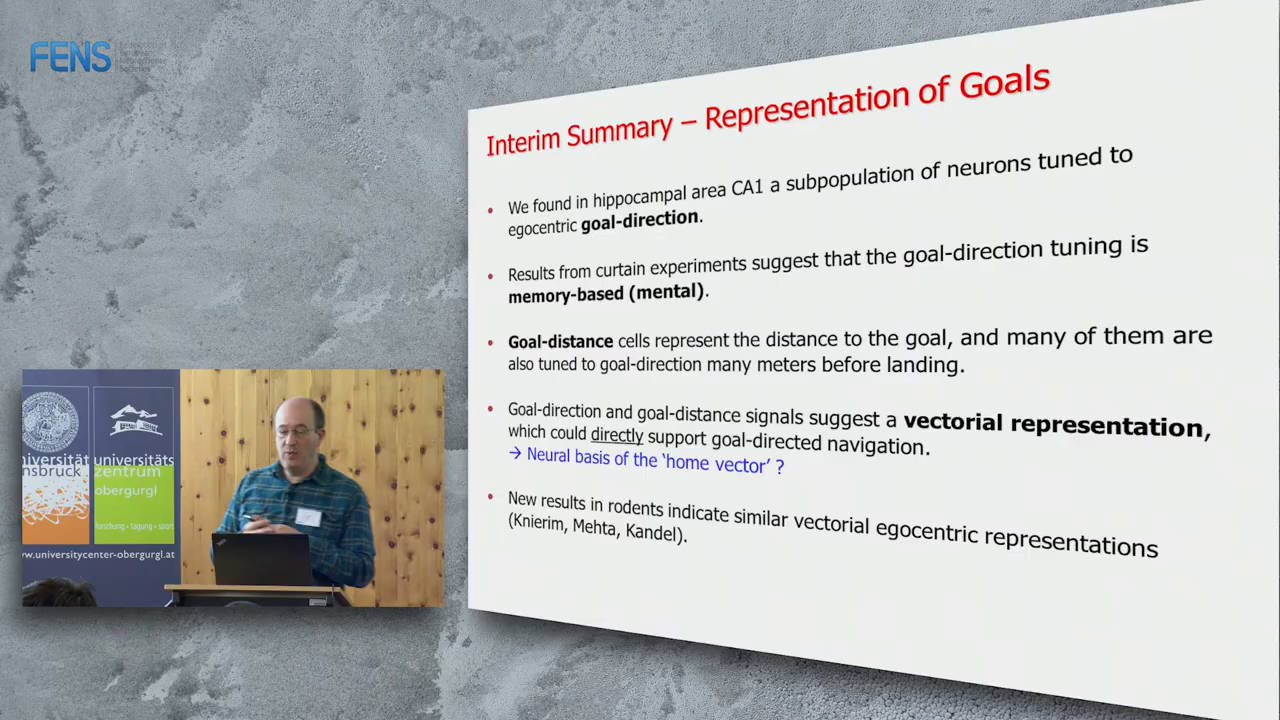 FENS
Interim Summary – Representation of Goals
• We found in hippocampal area CA1 a subpopulation of neurons tuned to
egocentric goal-direction.
• Results from curtain experiments suggest that the goal-direction tuning is
memory-based (mental).
• Goal-distance cells represent the distance to the goal, and many of them are
also tuned to goal-direction many meters before landing.
• Goal-direction and goal-distance signals suggest a vectorial representation,
which could directly support goal-directed navigation.
→ Neural basis of the ‘home vector’ ?
• New results in rodents indicate similar vectorial egocentric representations
(Knierim, Mehta, Kandel).
niversität
nsbruck
universitäts
zentrum
obergurgl
forschung • tagung • sport
w.universitycenter-obergurgl.at